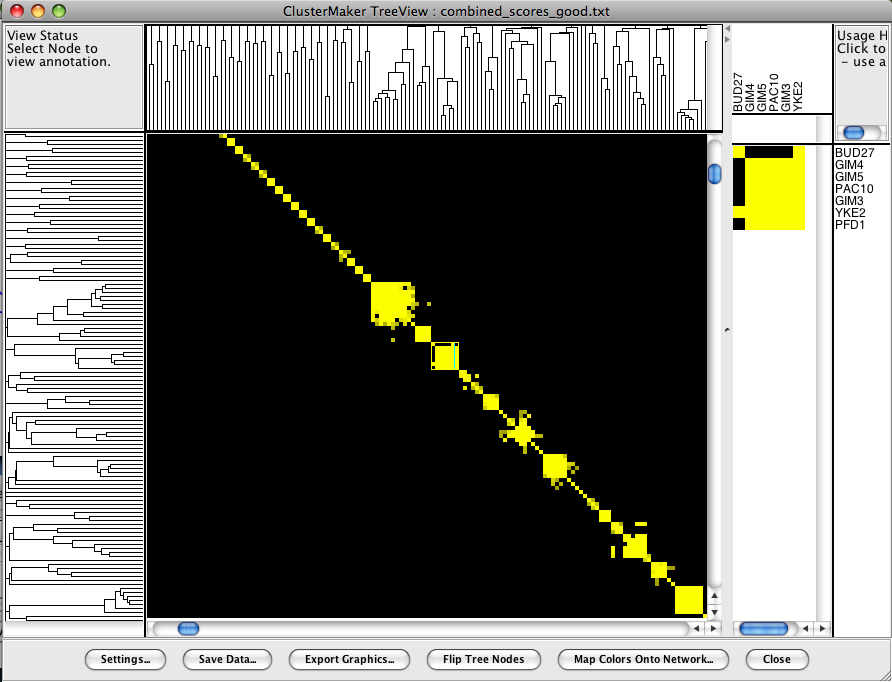 ClusterMaker TreeView : combined_scores_good.txt
View Status
Select Node to
view annotation.
BUD27
GIM4
GIM5
PAC10
GIM3
YKE2
Usage H
Click to
- use a
BUD27
GIM4
GIM5
PAC10
GIM3
YKE2
PFD1
Settings...
Save Data...
Export Graphics...
Flip Tree Nodes
Map Colors Onto Network...
Close